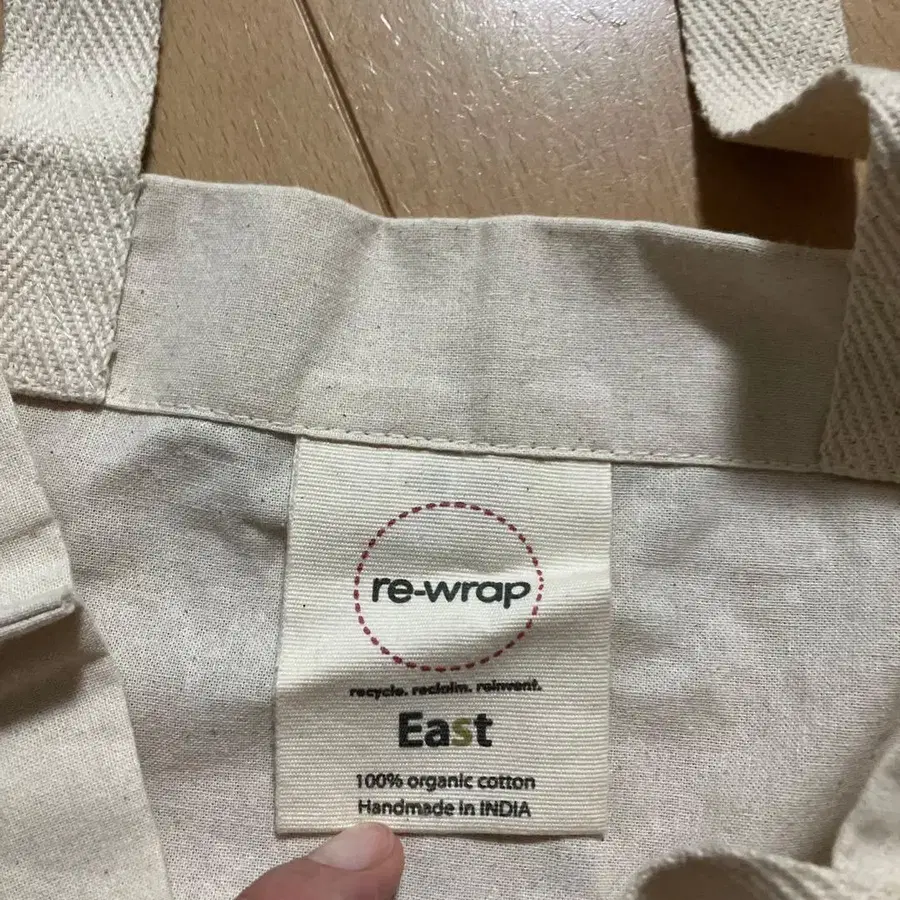 re-wrap
recycle. reclaim. reinvent.
East
100% organic cotton
Handmade in INDIA